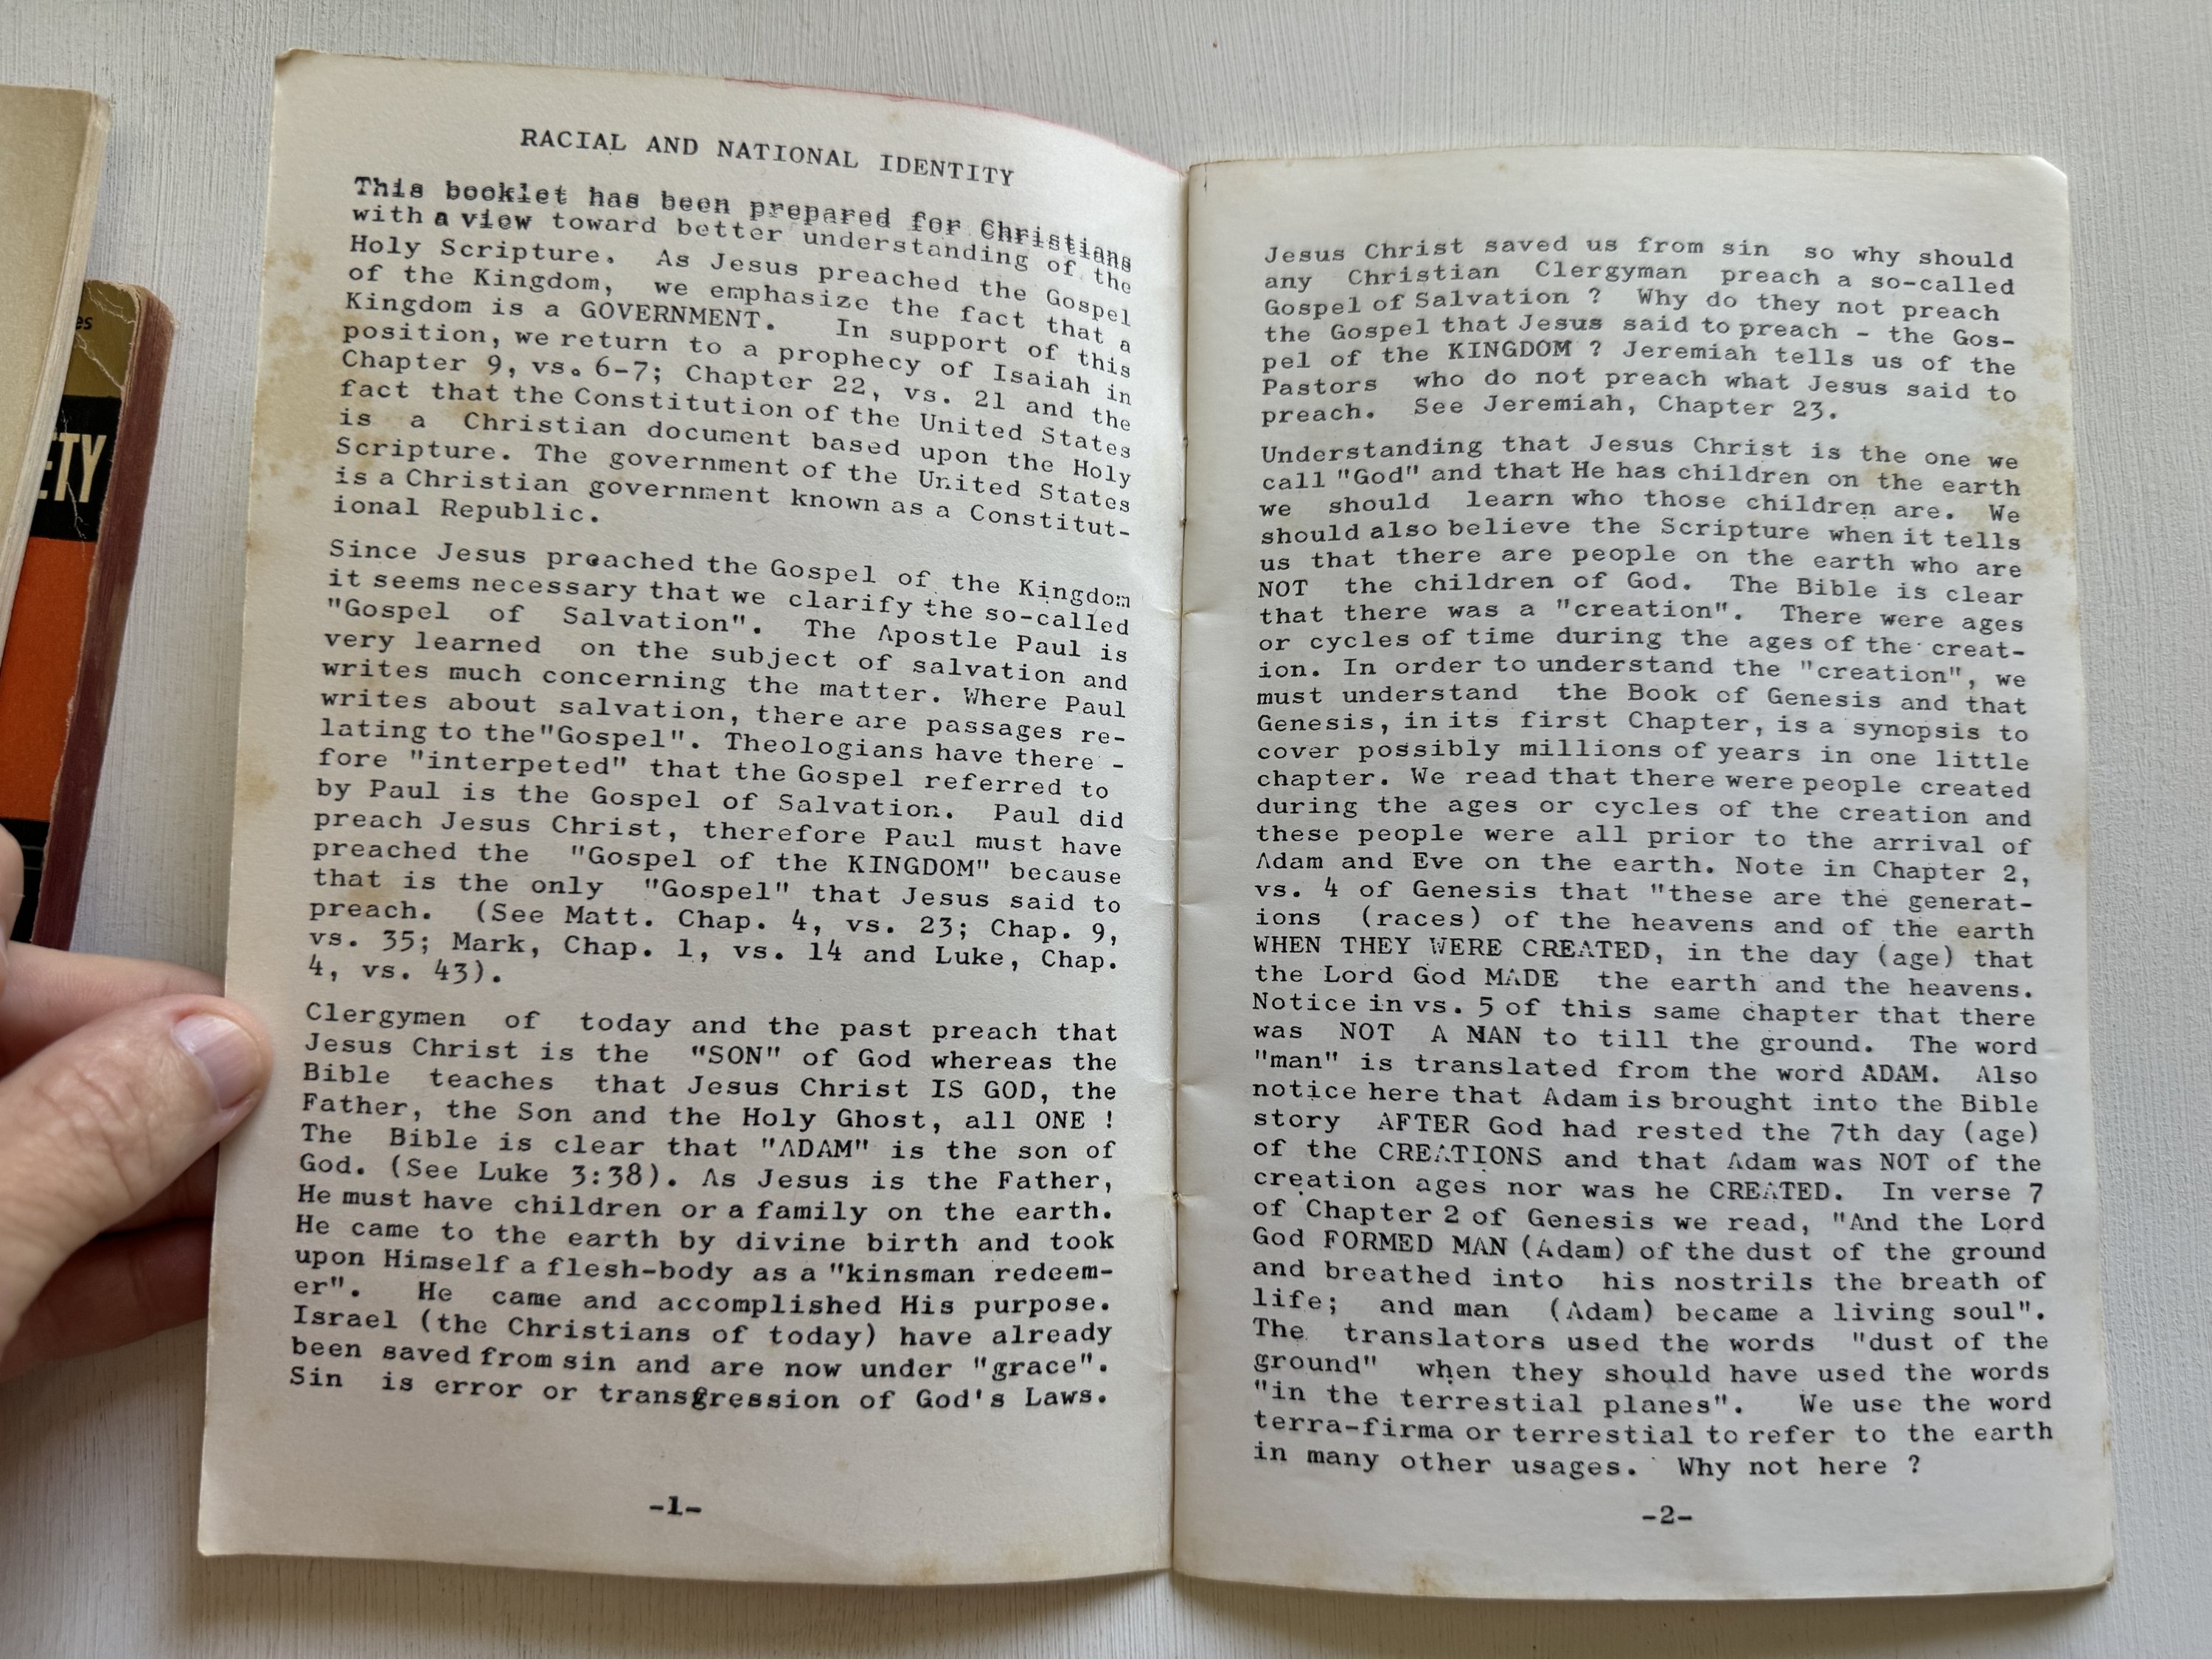 es
ETY
RACIAL AND NATIONAL IDENTITY
This booklet has been prepared for Christians
with a view toward better understanding of the
Holy Scripture. As Jesus preached the Gospel
of the Kingdom, we emphasize the fact that a
Kingdom is a GOVERNMENT. In support of this
position, we return to a prophecy of Isaiah in
Chapter 9, vs. 6-7; Chapter 22, vs. 21 and the
fact that the Constitution of the United States
is a Christian document based upon the Holy
Scripture. The government of the United States
is a Christian government known as a Constitut-
ional Republic.
Since Jesus preached the Gospel of the Kingdom
it seems necessary that we clarify the so-called
"Gospel of Salvation". The Apostle Paul is
very learned on the subject of salvation and
writes much concerning the matter. Where Paul
writes about salvation, there are passages re-
lating to the "Gospel". Theologians have there -
fore "interpeted" that the Gospel referred to
by Paul is the Gospel of Salvation. Paul did
preach Jesus Christ, therefore Paul must have
preached the "Gospel of the KINGDOM" because
that is the only "Gospel" that Jesus said to
preach. (See Matt. Chap. 4, vs. 23; Chap. 9,
vs. 35; Mark, Chap. 1, vs. 14 and Luke, Chap.
4, vs. 43).
Clergymen of today and the past preach that
Jesus Christ is the "SON" of God whereas the
Bible teaches that Jesus Christ IS GOD, the
Father, the Son and the Holy Ghost, all ONE !
The Bible is clear that "ADAM" is the son of
God. (See Luke 3:38). As Jesus is the Father,
He must have children or a family on the earth.
He came to the earth by divine birth and took
upon Himself a flesh-body as a "kinsman redeem-
er". He came and accomplished His purpose.
Israel (the Christians of today) have already
been saved from sin and are now under "grace".
Sin is error or transgression of God's Laws.
-1-
Jesus Christ saved us from sin so why should
any Christian Clergyman preach a so-called
Gospel of Salvation ? Why do they not preach
the Gospel that Jesus said to preach - the Gos-
pel of the KINGDOM ? Jeremiah tells us of the
Pastors who do not preach what Jesus said to
preach. See Jeremiah, Chapter 23.
Understanding that Jesus Christ is the one we
call "God" and that He has children on the earth
we should learn who those children are. We
should also believe the Scripture when it tells
us that there are people on the earth who are
NOT the children of God. The Bible is clear
that there was a "creation". There were ages
or cycles of time during the ages of the creat-
ion. In order to understand the "creation", we
must understand the Book of Genesis and that
Genesis, in its first Chapter, is a synopsis to
cover possibly millions of years in one little
chapter. We read that there were people created
during the ages or cycles of the creation and
these people were all prior to the arrival of
Adam and Eve on the earth. Note in Chapter 2,
vs. 4 of Genesis that "these are the generat-
ions (races) of the heavens and of the earth
WHEN THEY WERE CREATED, in the day (age) that
the Lord God MADE the earth and the heavens.
Notice in vs. 5 of this same chapter that there
was NOT A MAN to till the ground. The word
"man" is translated from the word ADAM. Also
notice here that Adam is brought into the Bible
story AFTER God had rested the 7th day (age)
of the CREATIONS and that Adam was NOT of the
creation ages nor was he CREATED. In verse 7
of Chapter 2 of Genesis we read, "And the Lord
God FORMED MAN (Adam) of the dust of the ground
and breathed into his nostrils the breath of
life; and man (Adam) became a living soul".
The translators used the words "dust of the
ground" when they should have used the words
"in the terrestial planes". We use the word
terra-firma or terrestial to refer to the earth
in many other usages. Why not here ?
-2-